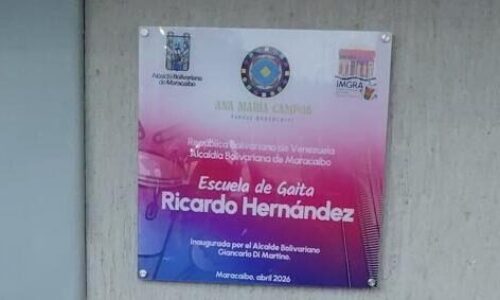 Alcaldía Bolivariana
de Maracaibo
IMGRA
ANA MARÍA CAMPOS
República Bolivariana de Venezuela
Alcaldía Bolivariana de Maracaibo
Escuela de Gaita
Ricardo Hernández
Inaugurada por el Alcalde Bolivariano
Giancarlo Di Martino.
Maracaibo, abril 2026